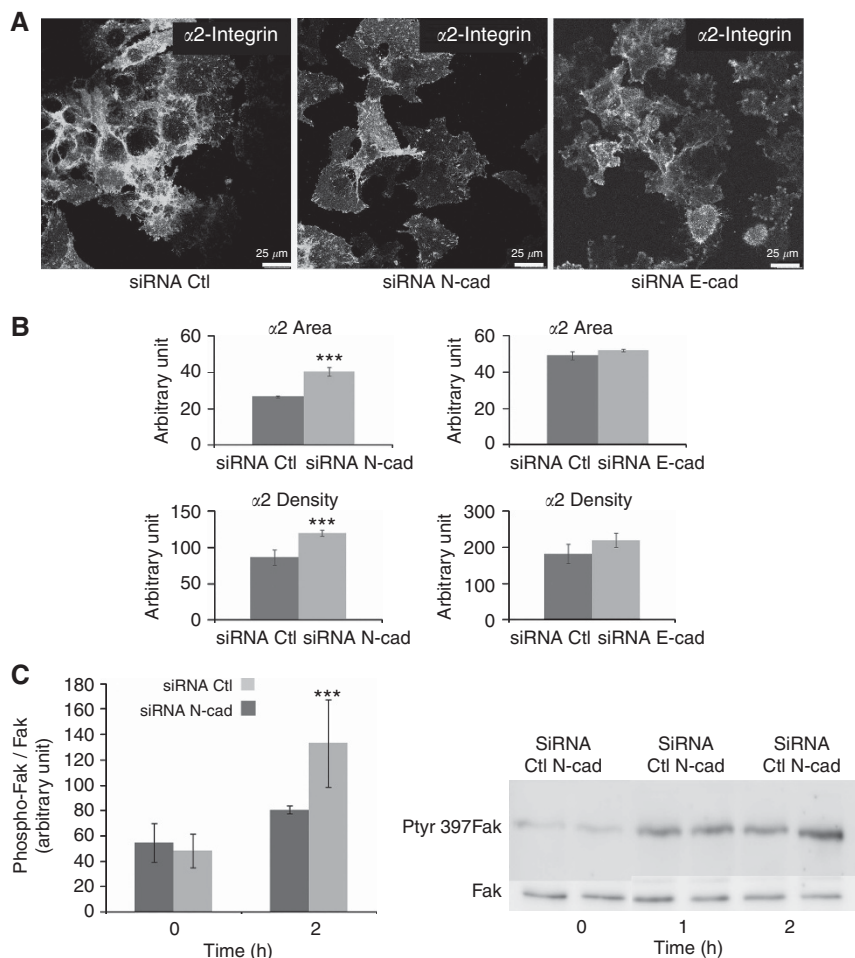 A
α2-Integrin
α2-Integrin
α2-Integrin
25 μm
25 μm
25 μm
siRNA Ctl
siRNA N-cad
siRNA E-cad
B
α2 Area
Arbitrary unit
60
40
20
0
***
siRNA Ctl siRNA N-cad
α2 Area
Arbitrary unit
60
40
20
0
siRNA Ctl siRNA E-cad
α2 Density
Arbitrary unit
150
100
50
0
***
siRNA Ctl siRNA N-cad
α2 Density
Arbitrary unit
300
200
100
0
siRNA Ctl siRNA E-cad
C
Phospho-Fak / Fak
(arbitrary unit)
180
160
140
120
100
80
60
40
20
0
siRNA Ctl
siRNA N-cad
***
0
2
Time (h)
SiRNA
Ctl N-cad
SiRNA
Ctl N-cad
SiRNA
Ctl N-cad
Ptyr 397Fak
Fak
0
1
2
Time (h)